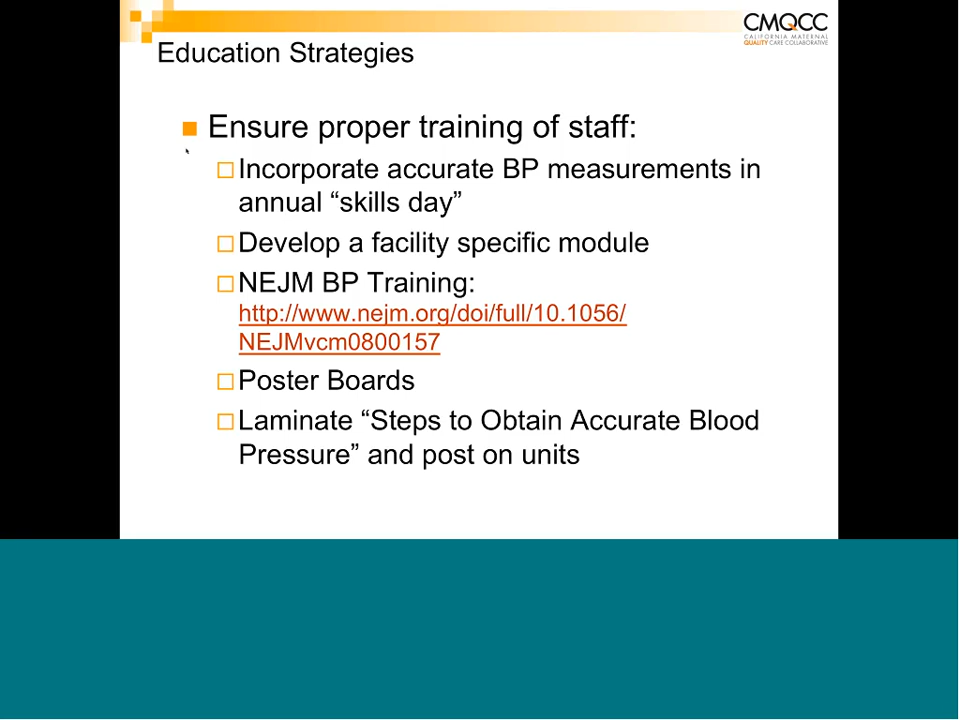 CMQCC
CALIFORNIA MATERNAL
QUALITY CARE COLLABORATIVE
Education Strategies
Ensure proper training of staff:
Incorporate accurate BP measurements in
annual “skills day”
Develop a facility specific module
NEJM BP Training:
http://www.nejm.org/doi/full/10.1056/
NEJMvcm0800157
Poster Boards
Laminate “Steps to Obtain Accurate Blood
Pressure” and post on units